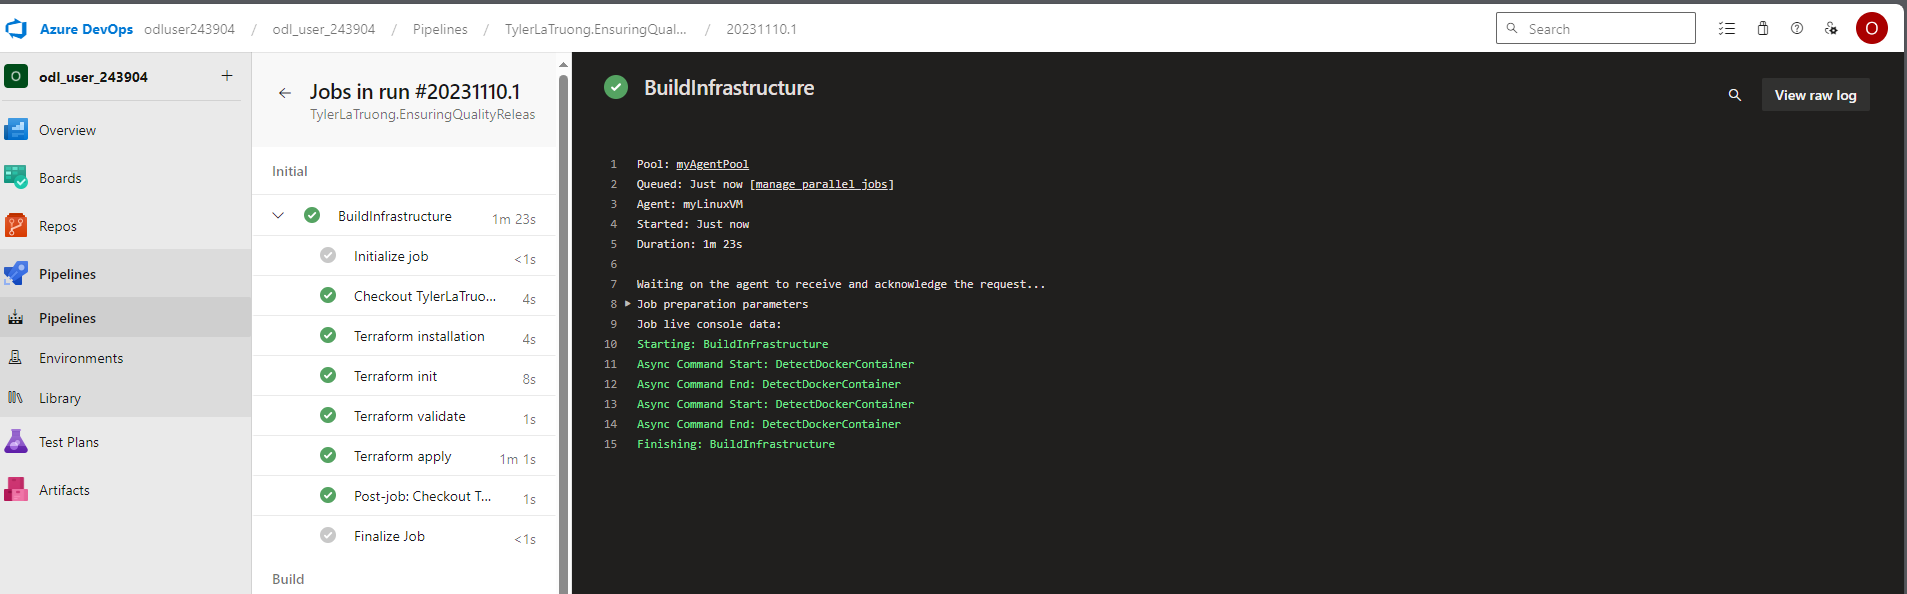 Azure DevOps odluser243904 / odl_user_243904 / Pipelines / TylerLaTruong.EnsuringQual... / 20231110.1
Search
O
O odl_user_243904 +
Overview
Boards
Repos
Pipelines
Pipelines
Environments
Library
Test Plans
Artifacts
Jobs in run #20231110.1
TylerLaTruong.EnsuringQualityReleas
Initial
BuildInfrastructure 1m 23s
Initialize job <1s
Checkout TylerLaTruo... 4s
Terraform installation 4s
Terraform init 8s
Terraform validate 1s
Terraform apply 1m 1s
Post-job: Checkout T... 1s
Finalize Job <1s
Build
BuildInfrastructure
View raw log
1 Pool: myAgentPool
2 Queued: Just now [manage parallel jobs]
3 Agent: myLinuxVM
4 Started: Just now
5 Duration: 1m 23s
6
7 Waiting on the agent to receive and acknowledge the request...
8 Job preparation parameters
9 Job live console data:
10 Starting: BuildInfrastructure
11 Async Command Start: DetectDockerContainer
12 Async Command End: DetectDockerContainer
13 Async Command Start: DetectDockerContainer
14 Async Command End: DetectDockerContainer
15 Finishing: BuildInfrastructure